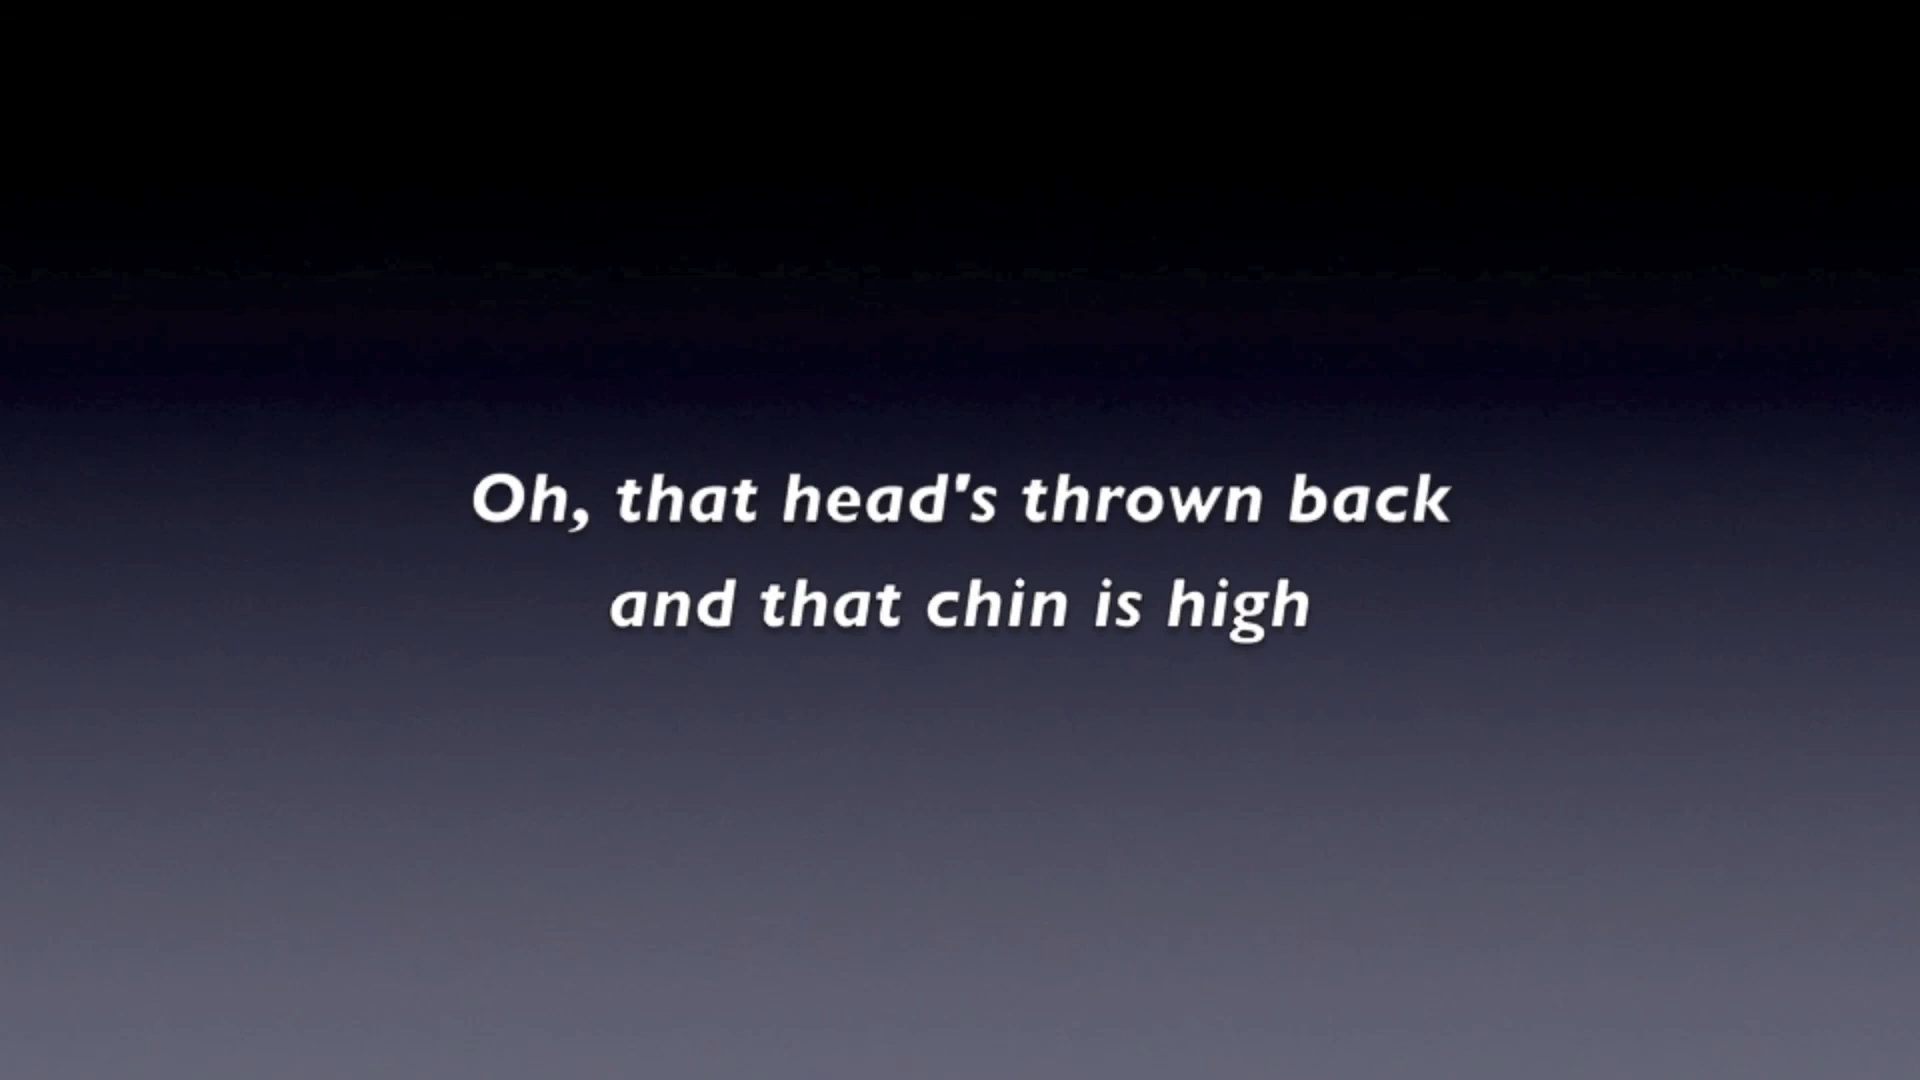 Oh, that head's thrown back
and that chin is high